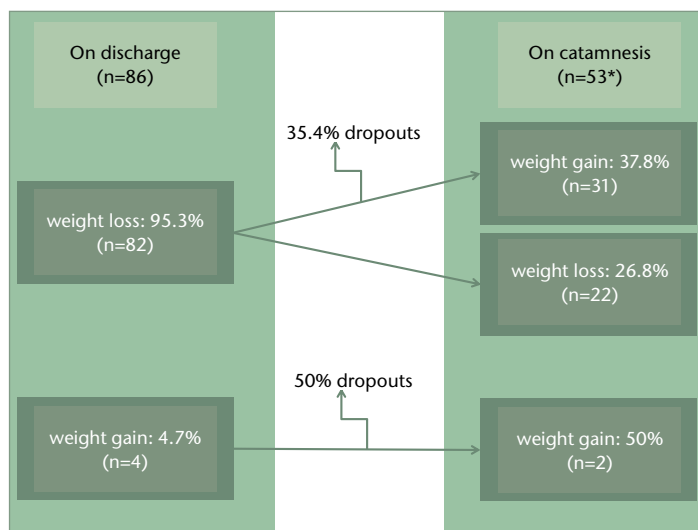 On discharge
(n=86)
On catamnesis
(n=53*)
35.4% dropouts
weight gain: 37.8%
(n=31)
weight loss: 95.3%
(n=82)
weight loss: 26.8%
(n=22)
50% dropouts
weight gain: 4.7%
(n=4)
weight gain: 50%
(n=2)